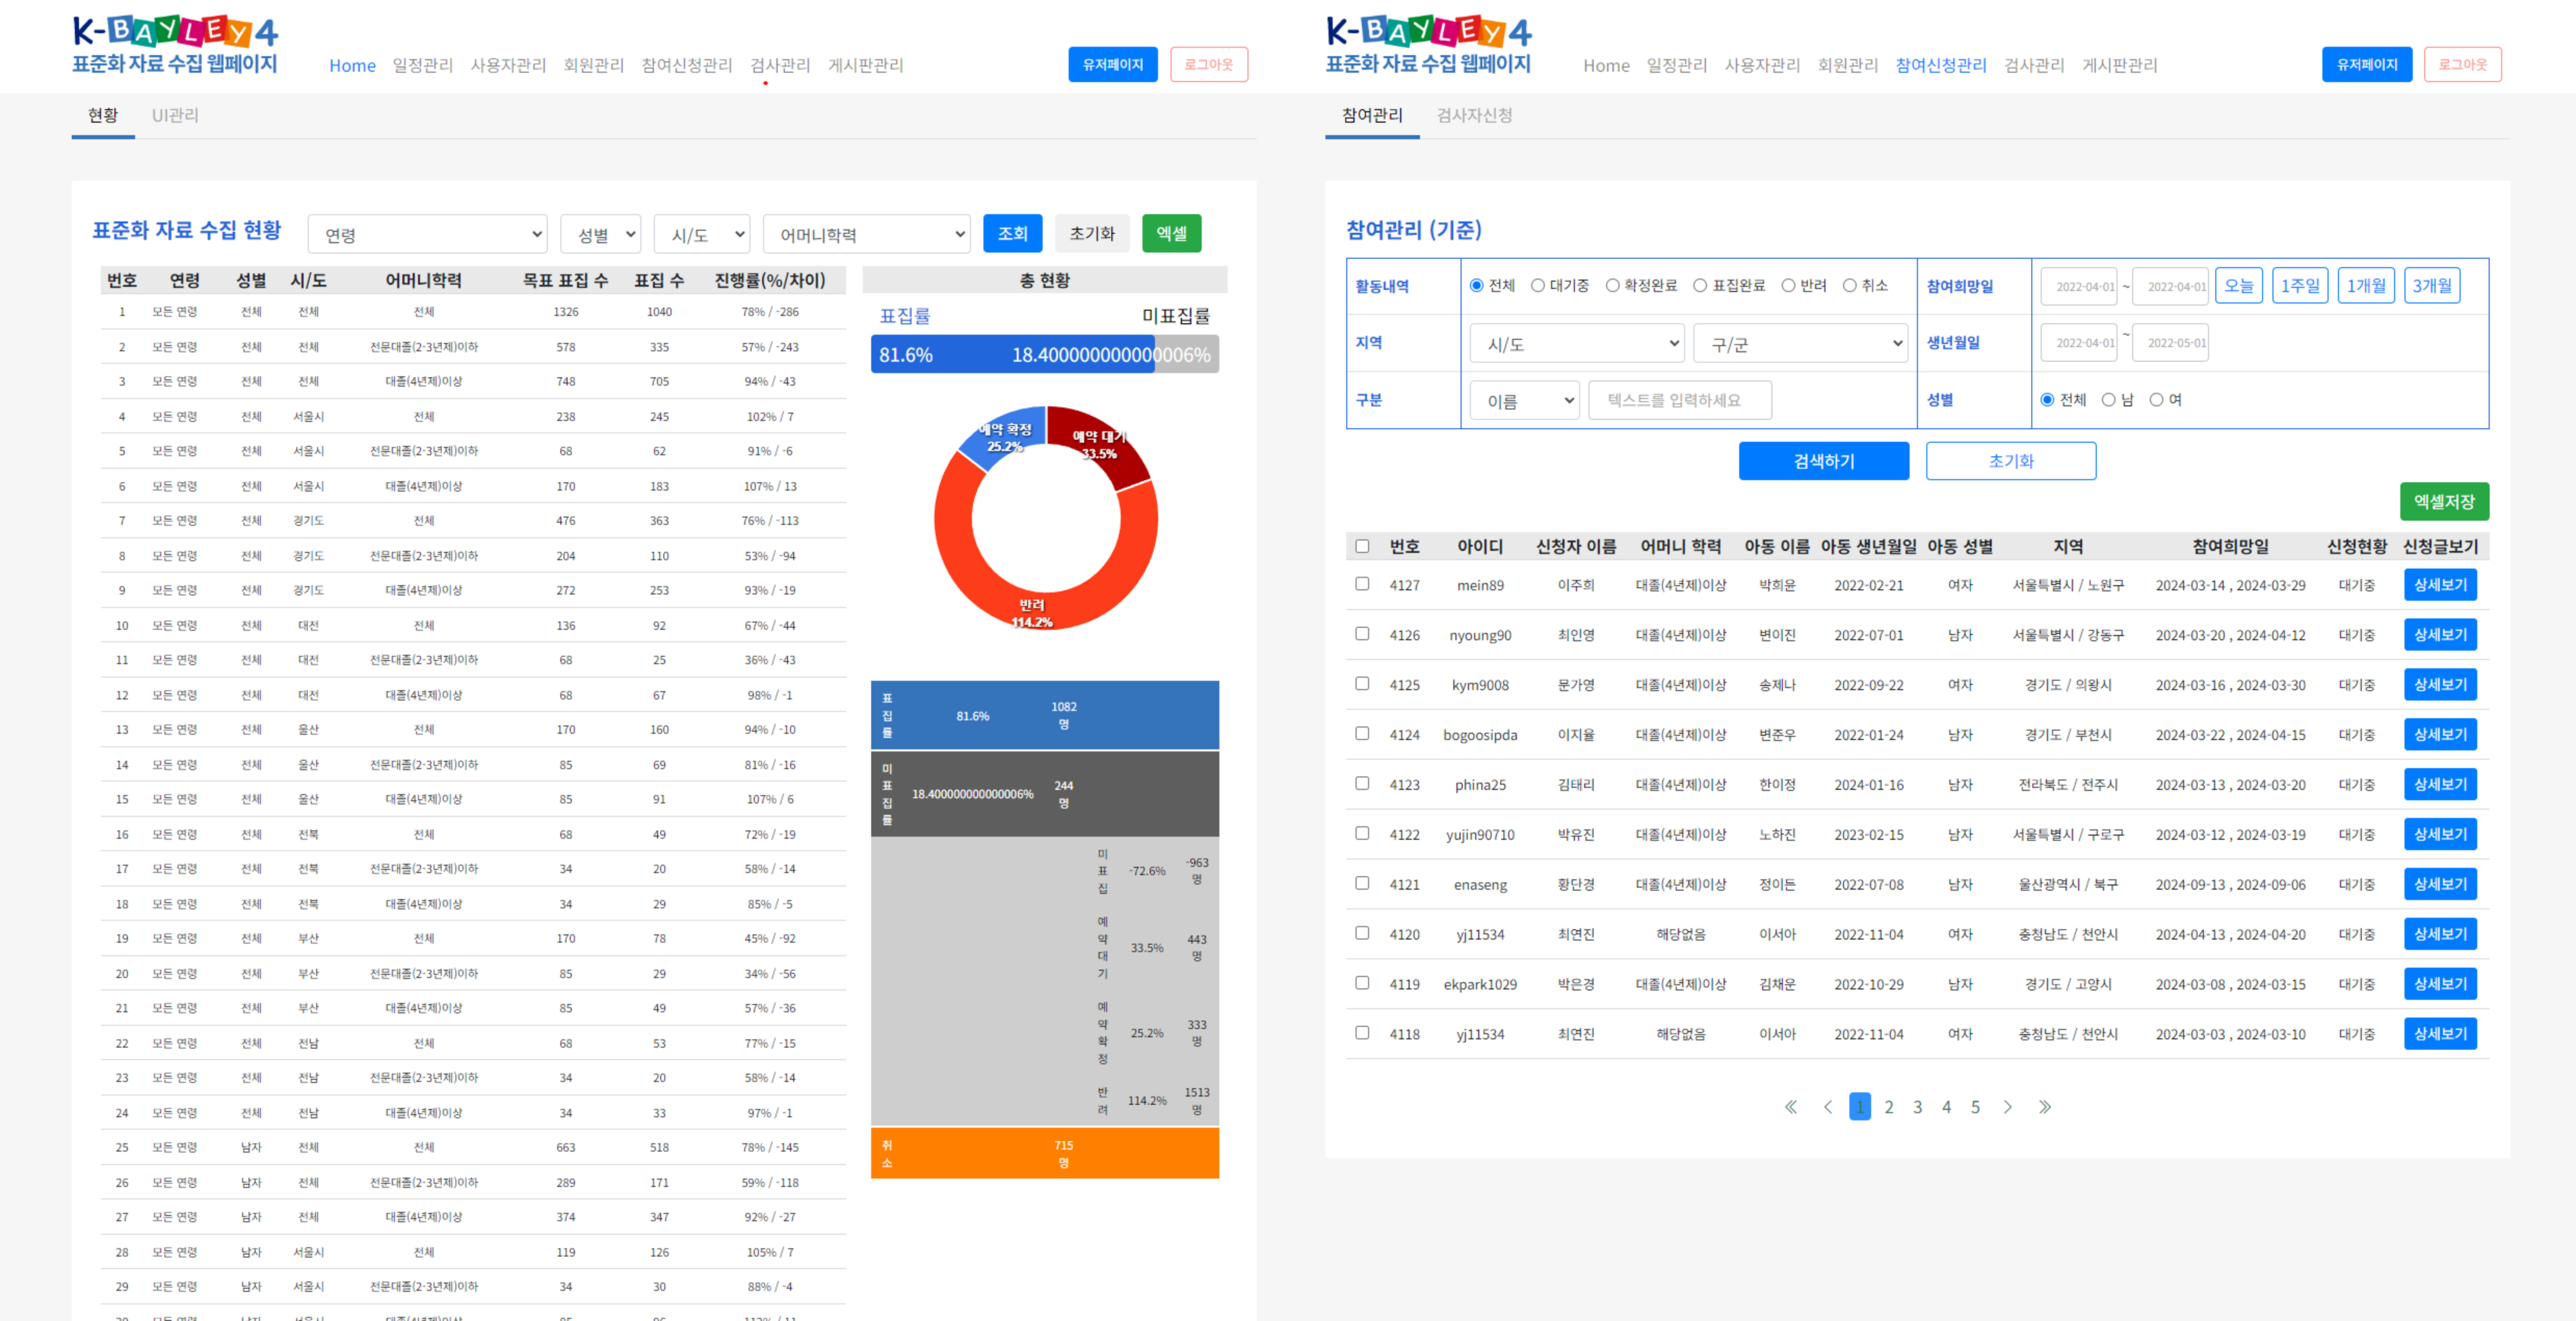 K-BAYLEY4
표준화 자료 수집 웹페이지
Home 일정관리 사용자관리 회원관리 참여신청관리 검사관리 게시판관리
유저페이지 로그아웃
현황 UI관리
표준화 자료 수집 현황 연령 성별 시/도 어머니학력 조회 초기화 엑셀
번호 연령 성별 시/도 어머니학력 목표 표집 수 표집 수 진행률(%/차이)
1 모든 연령 전체 전체 전체 1326 1040 78% / -286
2 모든 연령 전체 전체 전문대졸(2-3년제)이하 578 335 57% / -243
3 모든 연령 전체 전체 대졸(4년제)이상 748 705 94% / -43
4 모든 연령 전체 서울시 전체 238 245 102% / 7
5 모든 연령 전체 서울시 전문대졸(2-3년제)이하 68 62 91% / -6
6 모든 연령 전체 서울시 대졸(4년제)이상 170 183 107% / 13
7 모든 연령 전체 경기도 전체 476 363 76% / -113
8 모든 연령 전체 경기도 전문대졸(2-3년제)이하 204 110 53% / -94
9 모든 연령 전체 경기도 대졸(4년제)이상 272 253 93% / -19
10 모든 연령 전체 대전 전체 136 92 67% / -44
11 모든 연령 전체 대전 전문대졸(2-3년제)이하 68 25 36% / -43
12 모든 연령 전체 대전 대졸(4년제)이상 68 67 98% / -1
13 모든 연령 전체 울산 전체 170 160 94% / -10
14 모든 연령 전체 울산 전문대졸(2-3년제)이하 85 69 81% / -16
15 모든 연령 전체 울산 대졸(4년제)이상 85 91 107% / 6
16 모든 연령 전체 전북 전체 68 49 72% / -19
17 모든 연령 전체 전북 전문대졸(2-3년제)이하 34 20 58% / -14
18 모든 연령 전체 전북 대졸(4년제)이상 34 29 85% / -5
19 모든 연령 전체 부산 전체 170 78 45% / -92
20 모든 연령 전체 부산 전문대졸(2-3년제)이하 85 29 34% / -56
21 모든 연령 전체 부산 대졸(4년제)이상 85 49 57% / -36
22 모든 연령 전체 전남 전체 68 53 77% / -15
23 모든 연령 전체 전남 전문대졸(2-3년제)이하 34 20 58% / -14
24 모든 연령 전체 전남 대졸(4년제)이상 34 33 97% / -1
25 모든 연령 남자 전체 전체 663 518 78% / -145
26 모든 연령 남자 전체 전문대졸(2-3년제)이하 289 171 59% / -118
27 모든 연령 남자 전체 대졸(4년제)이상 374 347 92% / -27
28 모든 연령 남자 서울시 전체 119 126 105% / 7
29 모든 연령 남자 서울시 전문대졸(2-3년제)이하 34 30 88% / -4
총 현황
표집률 미표집률
81.6% 18.400000000000006%
예약 확정
25.2%
예약 대기
33.5%
반려
114.2%
표집률 81.6% 1082명
미표집률 18.400000000000006% 244명
미표집 -72.6% -963명
예약대기 33.5% 443명
예약확정 25.2% 333명
반려 114.2% 1513명
취소 715명
K-BAYLEY4
표준화 자료 수집 웹페이지
Home 일정관리 사용자관리 회원관리 참여신청관리 검사관리 게시판관리
유저페이지 로그아웃
참여관리 검사자신청
참여관리 (기준)
활동내역 전체 대기중 확정완료 표집완료 반려 취소 참여희망일 2022-04-01 ~ 2022-04-01 오늘 1주일 1개월 3개월
지역 시/도 구/군 생년월일 2022-04-01 ~ 2022-05-01
구분 이름 텍스트를 입력하세요 성별 전체 남 여
검색하기 초기화
엑셀저장
번호 아이디 신청자 이름 어머니 학력 아동 이름 아동 생년월일 아동 성별 지역 참여희망일 신청현황 신청글보기
4127 mein89 이주희 대졸(4년제)이상 박희윤 2022-02-21 여자 서울특별시 / 노원구 2024-03-14 , 2024-03-29 대기중 상세보기
4126 nyoung90 최인영 대졸(4년제)이상 변이진 2022-07-01 남자 서울특별시 / 강동구 2024-03-20 , 2024-04-12 대기중 상세보기
4125 kym9008 문가영 대졸(4년제)이상 송제나 2022-09-22 여자 경기도 / 의왕시 2024-03-16 , 2024-03-30 대기중 상세보기
4124 bogoosipda 이지율 대졸(4년제)이상 변준우 2022-01-24 남자 경기도 / 부천시 2024-03-22 , 2024-04-15 대기중 상세보기
4123 phina25 김태리 대졸(4년제)이상 한이정 2024-01-16 남자 전라북도 / 전주시 2024-03-13 , 2024-03-20 대기중 상세보기
4122 yujin90710 박유진 대졸(4년제)이상 노하진 2023-02-15 남자 서울특별시 / 구로구 2024-03-12 , 2024-03-19 대기중 상세보기
4121 enaseng 황단경 대졸(4년제)이상 정이든 2022-07-08 남자 울산광역시 / 북구 2024-09-13 , 2024-09-06 대기중 상세보기
4120 yj11534 최연진 해당없음 이서아 2022-11-04 여자 충청남도 / 천안시 2024-04-13 , 2024-04-20 대기중 상세보기
4119 ekpark1029 박은경 대졸(4년제)이상 김채운 2022-10-29 남자 경기도 / 고양시 2024-03-08 , 2024-03-15 대기중 상세보기
4118 yj11534 최연진 해당없음 이서아 2022-11-04 여자 충청남도 / 천안시 2024-03-03 , 2024-03-10 대기중 상세보기
« < 1 2 3 4 5 > »